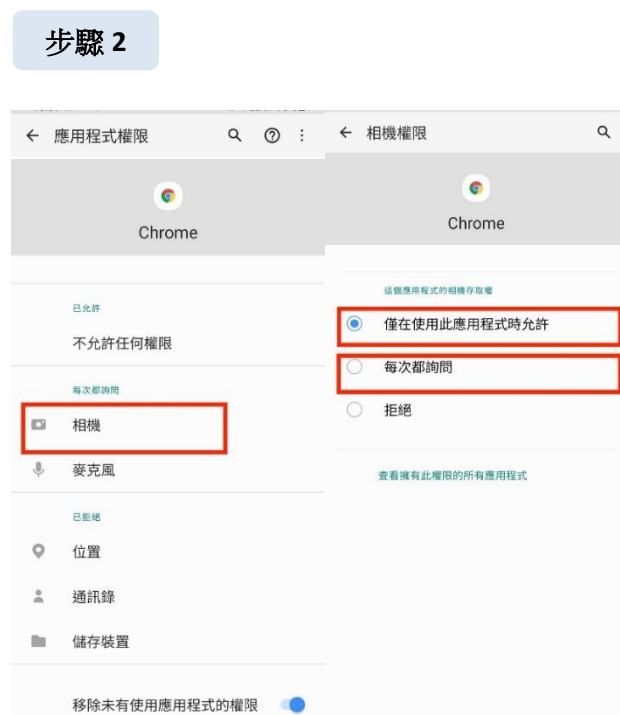 步驟 2
應用程式權限
Chrome
已允許
不允許任何權限
每次都詢問
相機
麥克風
已拒絕
位置
通訊錄
儲存裝置
移除未有使用應用程式的權限
相機權限
Chrome
這個應用程式的相機存取權
僅在使用此應用程式時允許
每次都詢問
拒絕
查看擁有此權限的所有應用程式